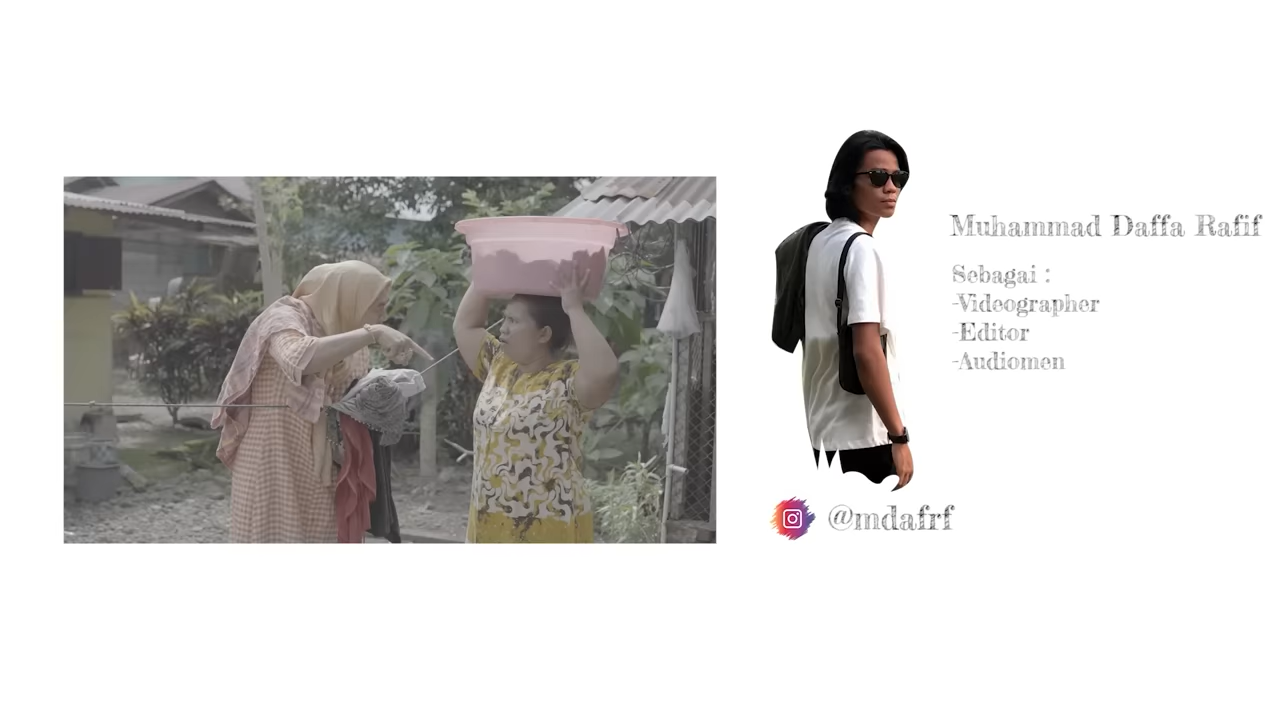 Muhammad Daffa Rafif
Sebagai :
-Videographer
-Editor
-Audiomen
@mdafrf